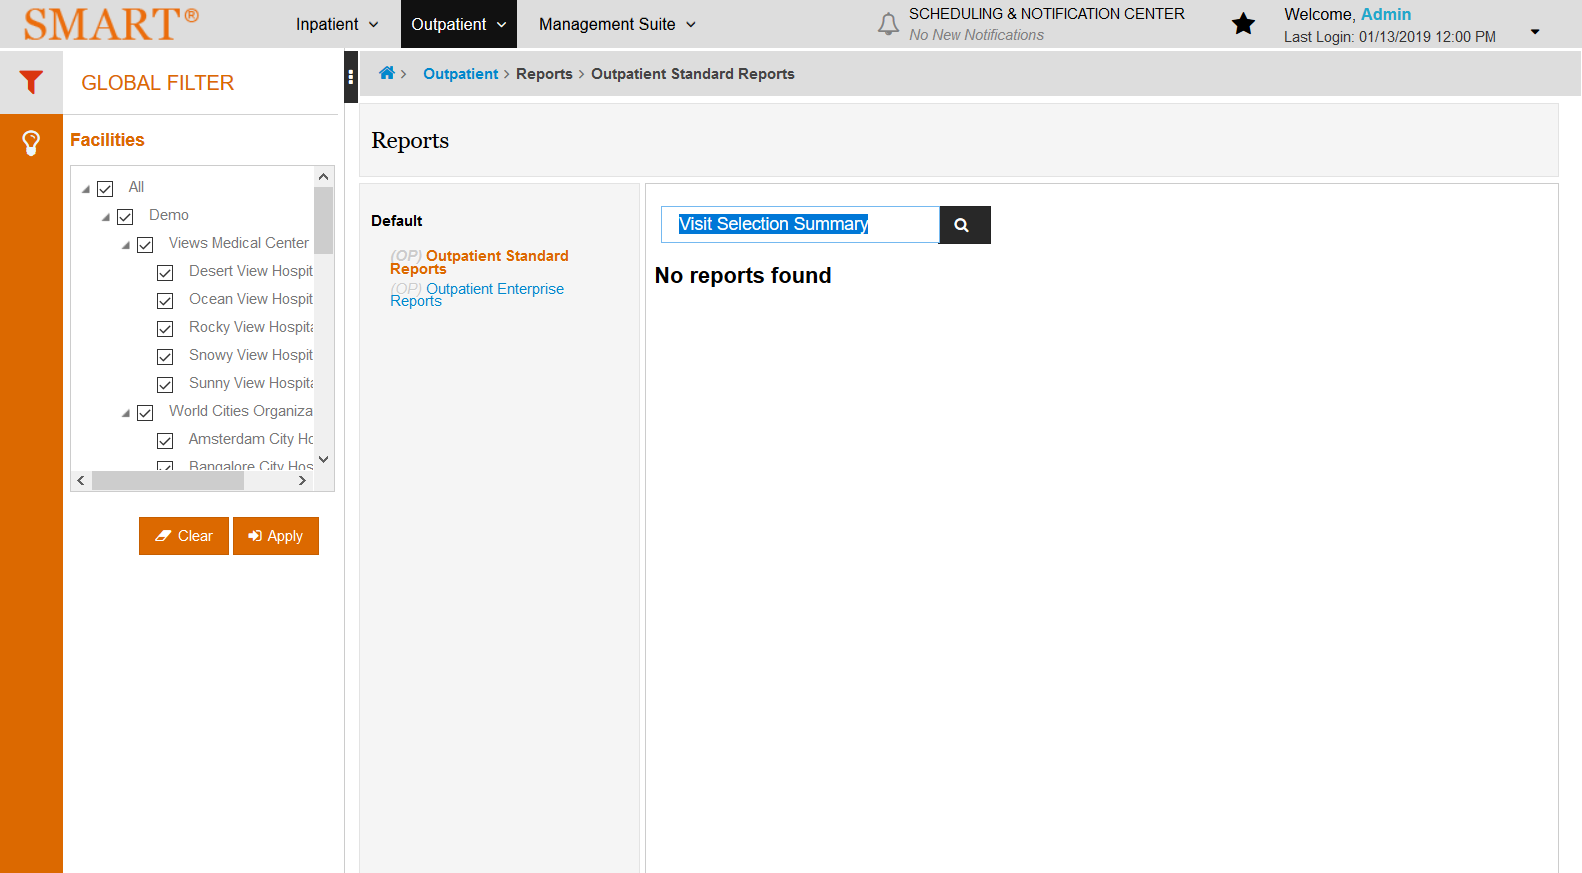 SMART®
Inpatient
Outpatient
Management Suite
SCHEDULING & NOTIFICATION CENTER
No New Notifications
Welcome, Admin
Last Login: 01/13/2019 12:00 PM
GLOBAL FILTER
Outpatient > Reports > Outpatient Standard Reports
Facilities
All
Demo
Views Medical Center
Desert View Hospit
Ocean View Hospit
Rocky View Hospita
Snowy View Hospit
Sunny View Hospita
World Cities Organiza
Amsterdam City Ho
Bangalore City Hos
Clear
Apply
Reports
Default
(OP) Outpatient Standard
Reports
(OP) Outpatient Enterprise
Reports
Visit Selection Summary
No reports found